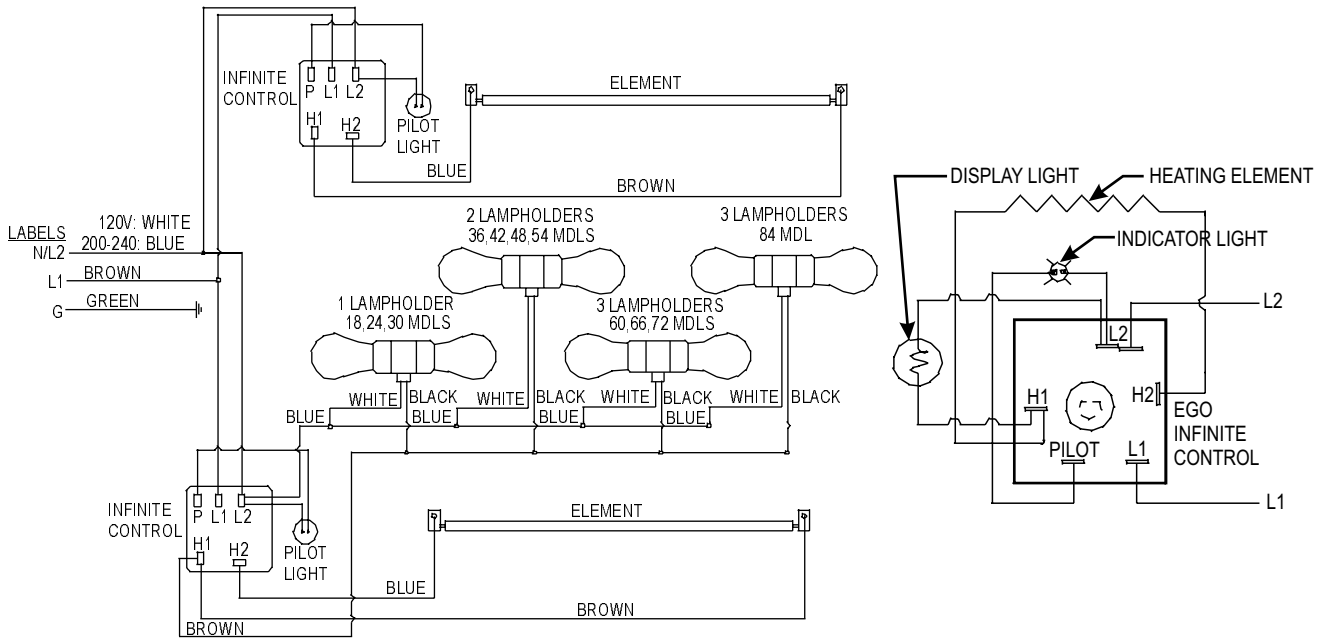 INFINITE
CONTROL
P L1 L2
H1 H2
PILOT
LIGHT
ELEMENT
BLUE
BROWN
LABELS
120V: WHITE
200-240: BLUE
N/L2
L1 BROWN
G GREEN
2 LAMPHOLDERS
36,42,48,54 MDLS
3 LAMPHOLDERS
84 MDL
1 LAMPHOLDER
18,24,30 MDLS
3 LAMPHOLDERS
60,66,72 MDLS
WHITE BLACK WHITE BLACK WHITE BLACK WHITE BLACK
BLUE BLUE BLUE BLUE
INFINITE
CONTROL
P L1 L2
H1 H2
PILOT
LIGHT
ELEMENT
BLUE
BROWN
BROWN
DISPLAY LIGHT
HEATING ELEMENT
INDICATOR LIGHT
L2
L2
H1
H2
EGO
INFINITE
CONTROL
PILOT
L1
L1